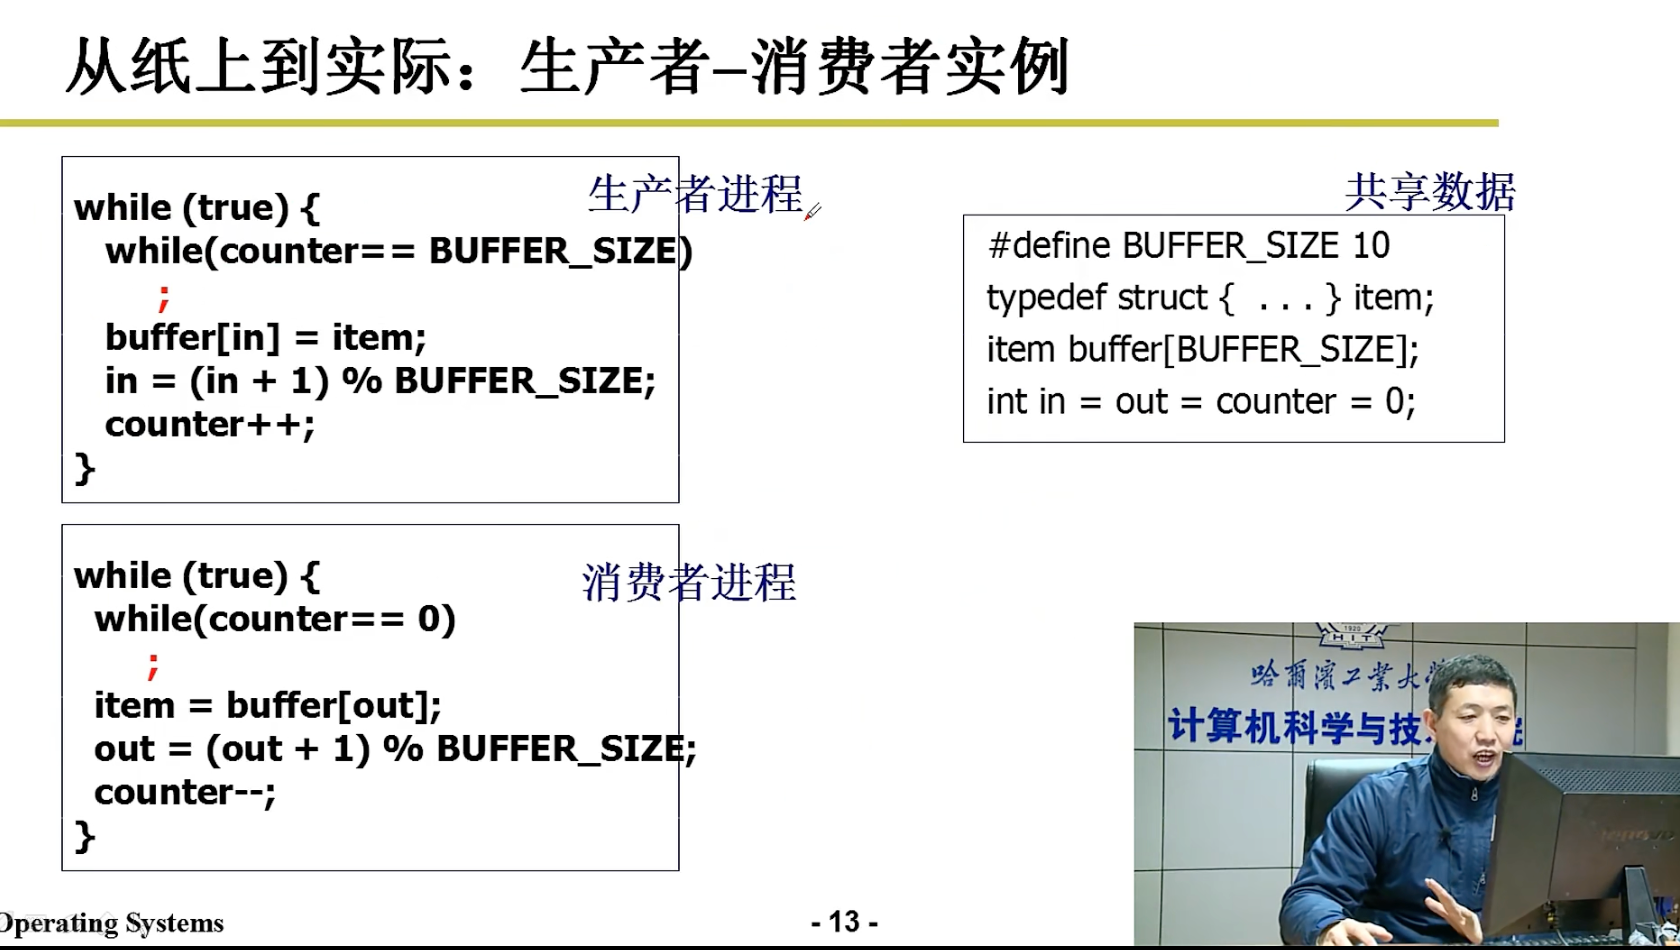 从纸上到实际：生产者–消费者实例
生产者进程
while (true) {
while(counter== BUFFER_SIZE)
;
buffer[in] = item;
in = (in + 1) % BUFFER_SIZE;
counter++;
}
共享数据
#define BUFFER_SIZE 10
typedef struct { . . . } item;
item buffer[BUFFER_SIZE];
int in = out = counter = 0;
消费者进程
while (true) {
while(counter== 0)
;
item = buffer[out];
out = (out + 1) % BUFFER_SIZE;
counter--;
}
1920
HIT
哈爾濱工業大學
计算机科学与技 院
Operating Systems
- 13 -